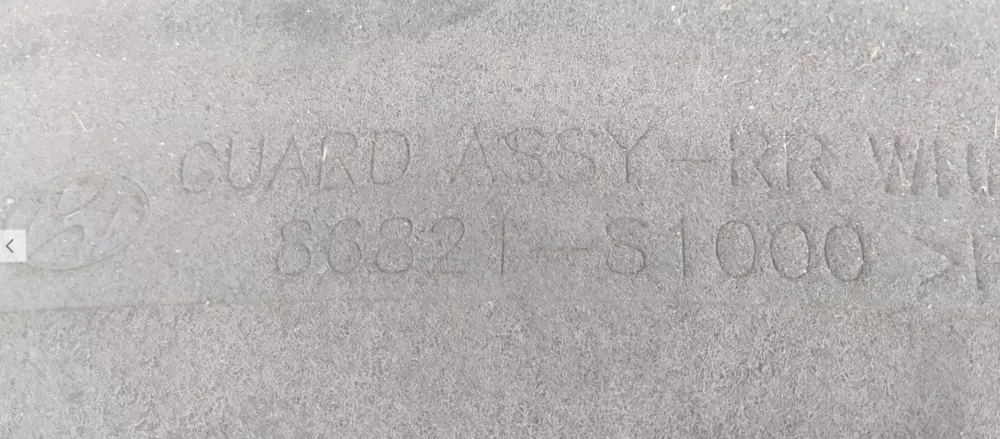 GUARD ASSY-RR WH
86821-S1000 >P